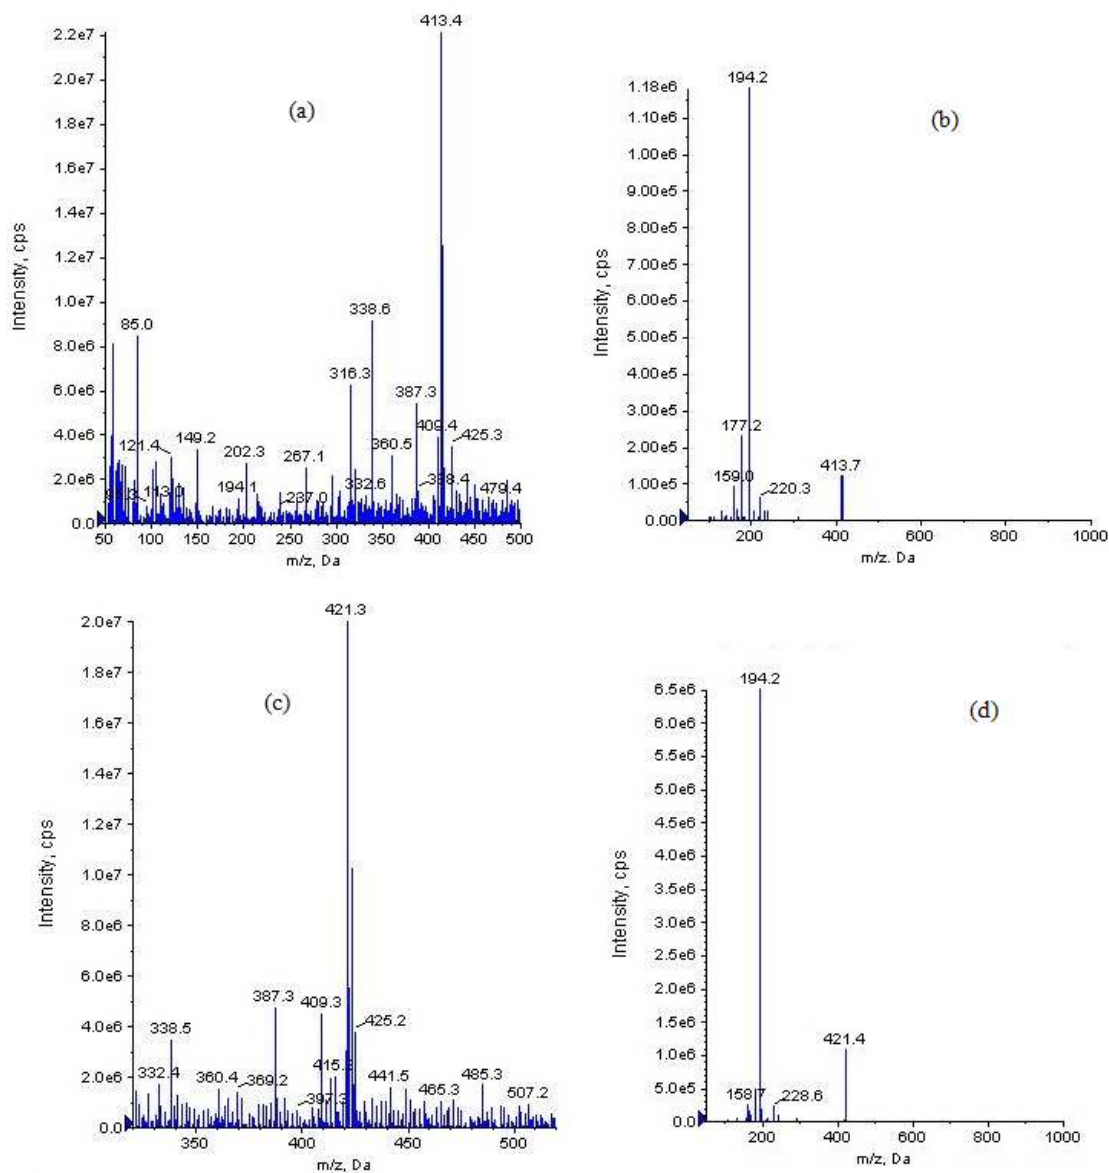 413.4
2.2e7
2.0e7
1.8e7
1.6e7
1.4e7
1.2e7
1.0e7
8.0e6
6.0e6
4.0e6
2.0e6
0.0
Intensity, cps
(a)
85.0
338.6
316.3
387.3
409.4
425.3
121.4
149.2
202.3
267.1
360.5
194.1
237.0
332.6
479.4
50 100 150 200 250 300 350 400 450 500
m/z, Da
194.2
1.18e6
1.10e6
1.00e6
9.00e5
8.00e5
7.00e5
6.00e5
5.00e5
4.00e5
3.00e5
2.00e5
1.00e5
0.00
Intensity, cps
(b)
177.2
159.0
220.3
413.7
200 400 600 800 1000
m/z. Da
421.3
2.0e7
1.8e7
1.6e7
1.4e7
1.2e7
1.0e7
8.0e6
6.0e6
4.0e6
2.0e6
0.0
Intensity, cps
(c)
387.3
409.3
425.2
338.5
332.4
360.4
369.2
397.3
441.5
465.3
485.3
507.2
350 400 450 500
m/z, Da
194.2
6.5e6
6.0e6
5.5e6
5.0e6
4.5e6
4.0e6
3.5e6
3.0e6
2.5e6
2.0e6
1.5e6
1.0e6
5.0e5
0.0
Intensity, cps
(d)
421.4
158.7
228.6
200 400 600 800 1000
m/z, Da